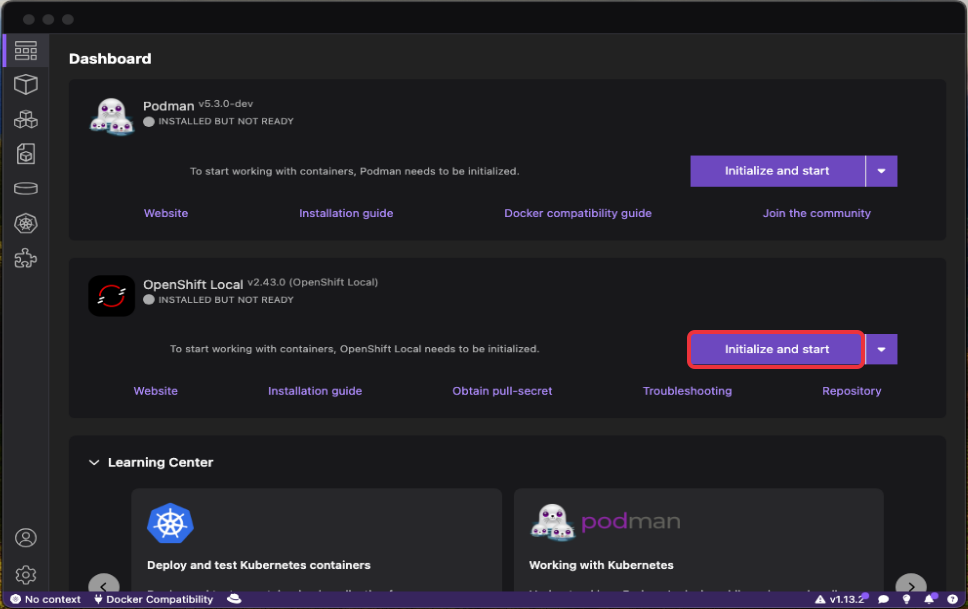 Dashboard
Podman v5.3.0-dev
INSTALLED BUT NOT READY
To start working with containers, Podman needs to be initialized.
Initialize and start
Website
Installation guide
Docker compatibility guide
Join the community
OpenShift Local v2.43.0 (OpenShift Local)
INSTALLED BUT NOT READY
To start working with containers, OpenShift Local needs to be initialized.
Initialize and start
Website
Installation guide
Obtain pull-secret
Troubleshooting
Repository
Learning Center
podman
Deploy and test Kubernetes containers
Working with Kubernetes
No context
Docker Compatibility
v1.13.2